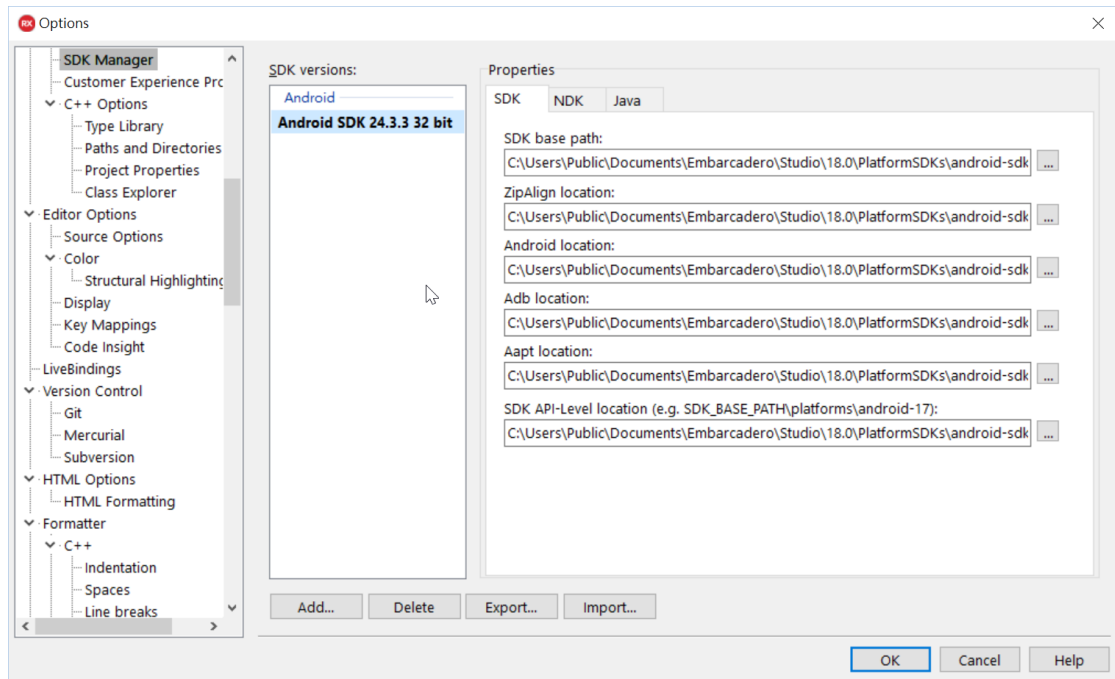 RX Options
SDK Manager
Customer Experience Pro
C++ Options
Type Library
Paths and Directories
Project Properties
Class Explorer
Editor Options
Source Options
Color
Structural Highlighting
Display
Key Mappings
Code Insight
LiveBindings
Version Control
Git
Mercurial
Subversion
HTML Options
HTML Formatting
Formatter
C++
Indentation
Spaces
Line breaks
SDK versions:
Android
Android SDK 24.3.3 32 bit
Properties
SDK NDK Java
SDK base path:
C:\Users\Public\Documents\Embarcadero\Studio\18.0\PlatformSDKs\android-sdk ...
ZipAlign location:
C:\Users\Public\Documents\Embarcadero\Studio\18.0\PlatformSDKs\android-sdk ...
Android location:
C:\Users\Public\Documents\Embarcadero\Studio\18.0\PlatformSDKs\android-sdk ...
Adb location:
C:\Users\Public\Documents\Embarcadero\Studio\18.0\PlatformSDKs\android-sdk ...
Aapt location:
C:\Users\Public\Documents\Embarcadero\Studio\18.0\PlatformSDKs\android-sdk ...
SDK API-Level location (e.g. SDK_BASE_PATH\platforms\android-17):
C:\Users\Public\Documents\Embarcadero\Studio\18.0\PlatformSDKs\android-sdk ...
Add... Delete Export... Import...
OK Cancel Help